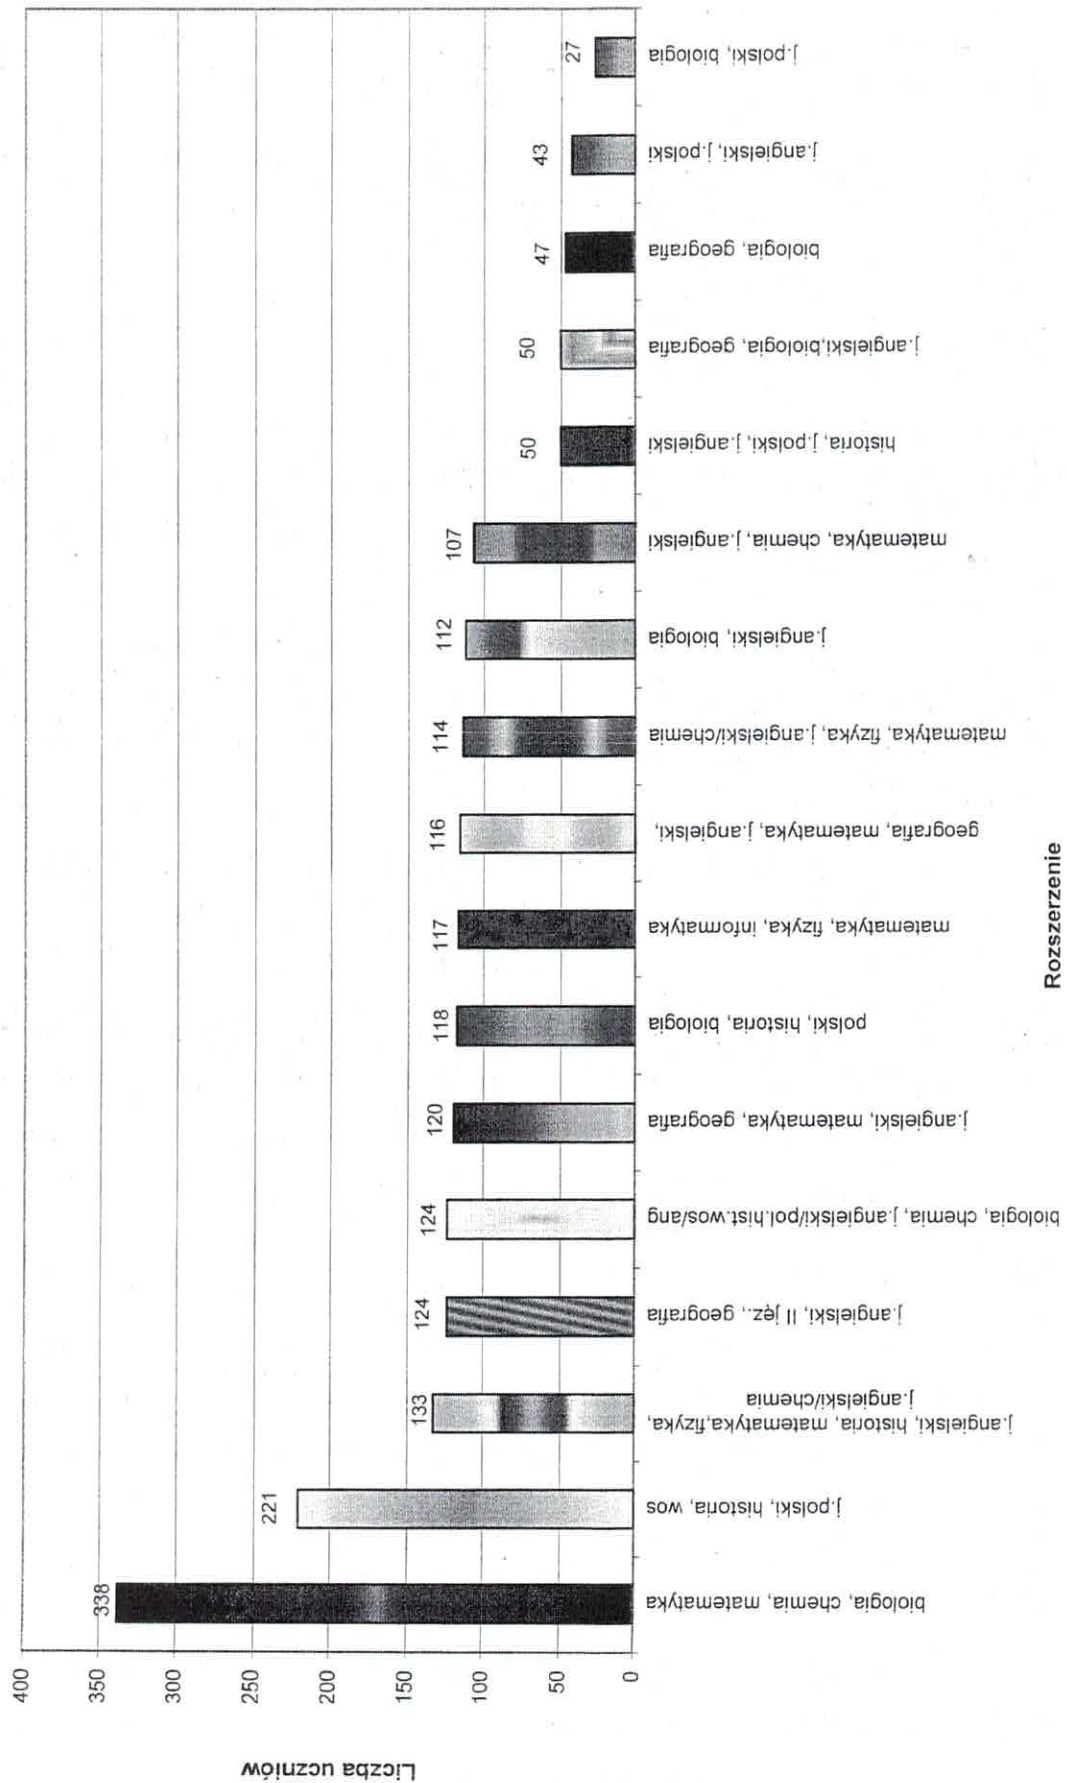 Liczba uczniów
400
350
300
250
200
150
100
50
0
338
221
133
124
124
120
118
117
116
114
112
107
50
50
47
43
27
biologia, chemia, matematyka
j.polski, historia, wos
j.angielski, historia, matematyka,fizyka,
j.angielski/chemia
j.angielski, II jęz., geografia
biologia, chemia, j.angielski/pol.hist.wos/ang
j.angielski, matematyka, geografia
polski, historia, biologia
matematyka, fizyka, informatyka
geografia, matematyka, j.angielski,
matematyka, fizyka, j.angielski/chemia
j.angielski, biologia
matematyka, chemia, j.angielski
historia, j.polski, j.angielski
j.angielski,biologia, geografia
biologia, geografia
j.angielski, j.polski
j.polski, biologia
Rozszerzenie